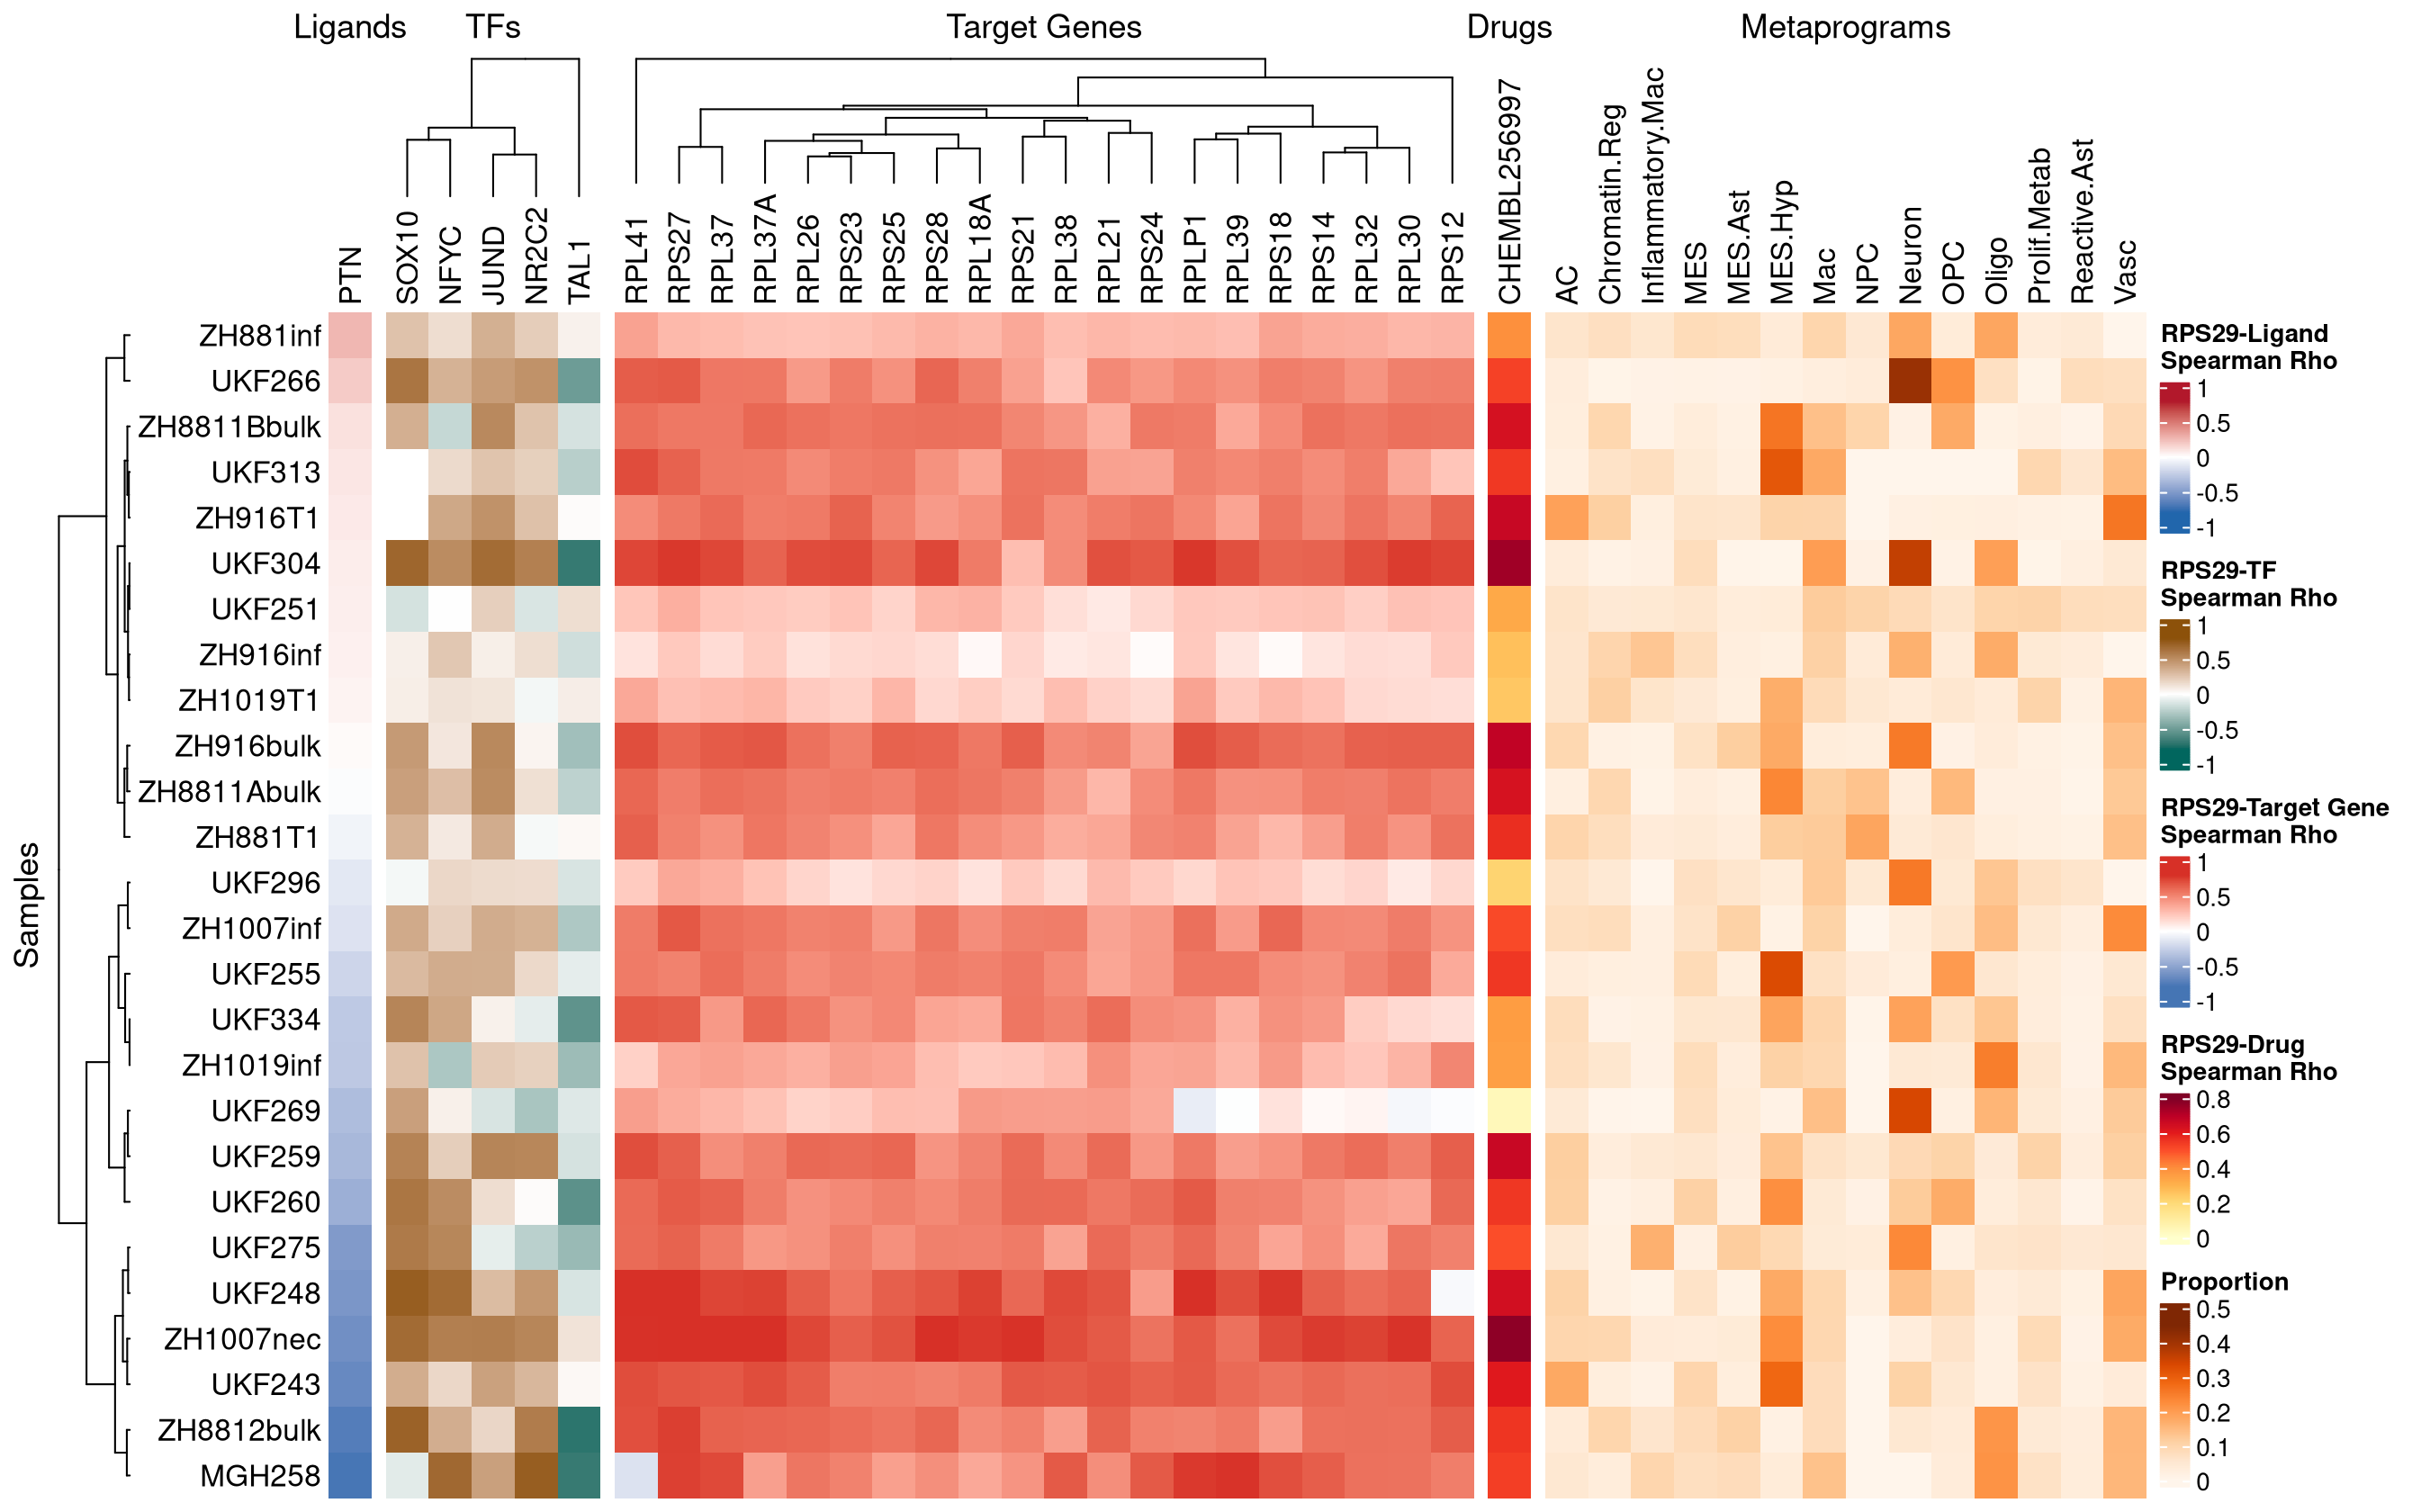 Ligands TFs Target Genes Drugs Metaprograms
PTN
SOX10
NFYC
JUND
NR2C2
TAL1
RPL41
RPS27
RPL37
RPL37A
RPL26
RPS23
RPS25
RPS28
RPL18A
RPS21
RPL38
RPL21
RPS24
RPLP1
RPL39
RPS18
RPS14
RPL32
RPL30
RPS12
CHEMBL256997
AC
Chromatin.Reg
Inflammatory.Mac
MES
MES.Ast
MES.Hyp
Mac
NPC
Neuron
OPC
Oligo
Prolif.Metab
Reactive.Ast
Vasc
Samples
ZH881inf
UKF266
ZH8811Bbulk
UKF313
ZH916T1
UKF304
UKF251
ZH916inf
ZH1019T1
ZH916bulk
ZH8811Abulk
ZH881T1
UKF296
ZH1007inf
UKF255
UKF334
ZH1019inf
UKF269
UKF259
UKF260
UKF275
UKF248
ZH1007nec
UKF243
ZH8812bulk
MGH258
RPS29-Ligand
Spearman Rho
1
0.5
0
-0.5
-1
RPS29-TF
Spearman Rho
1
0.5
0
-0.5
-1
RPS29-Target Gene
Spearman Rho
1
0.5
0
-0.5
-1
RPS29-Drug
Spearman Rho
0.8
0.6
0.4
0.2
0
Proportion
0.5
0.4
0.3
0.2
0.1
0